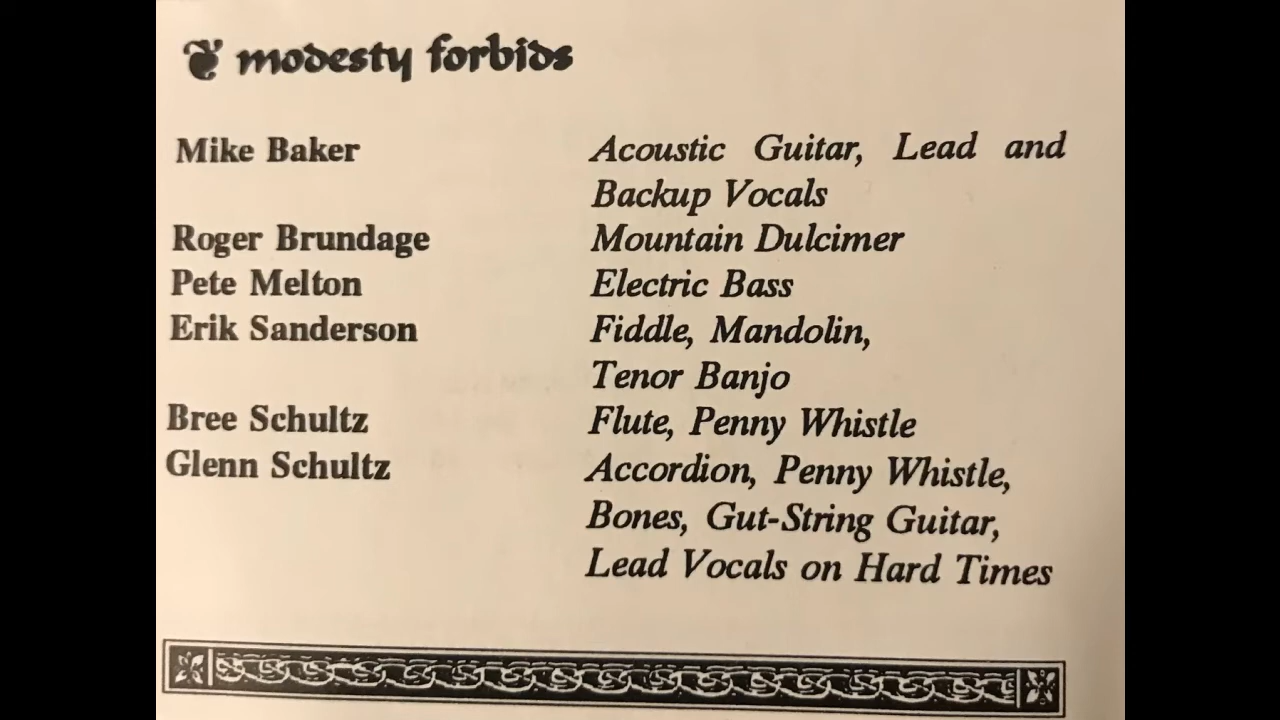 modesty forbids
Mike Baker Acoustic Guitar, Lead and
Backup Vocals
Roger Brundage Mountain Dulcimer
Pete Melton Electric Bass
Erik Sanderson Fiddle, Mandolin,
Tenor Banjo
Bree Schultz Flute, Penny Whistle
Glenn Schultz Accordion, Penny Whistle,
Bones, Gut-String Guitar,
Lead Vocals on Hard Times